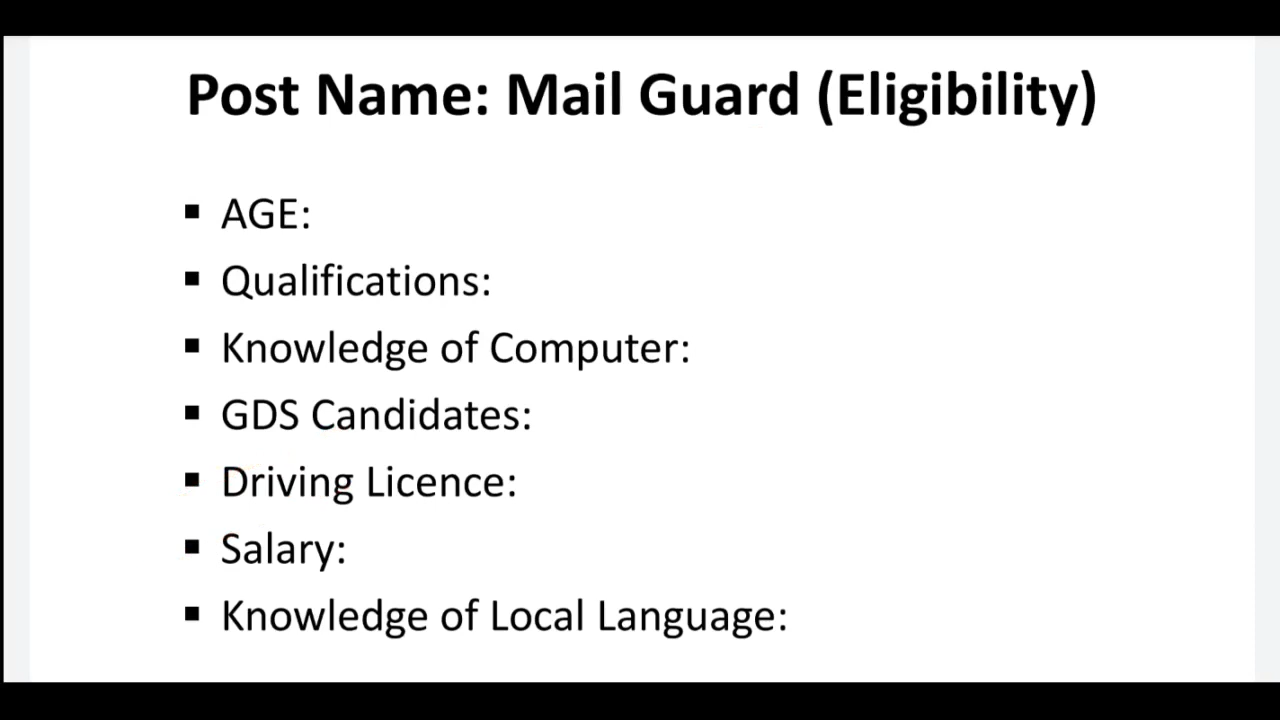 Post Name: Mail Guard (Eligibility)
▪ AGE:
▪ Qualifications:
▪ Knowledge of Computer:
▪ GDS Candidates:
▪ Driving Licence:
▪ Salary:
▪ Knowledge of Local Language: